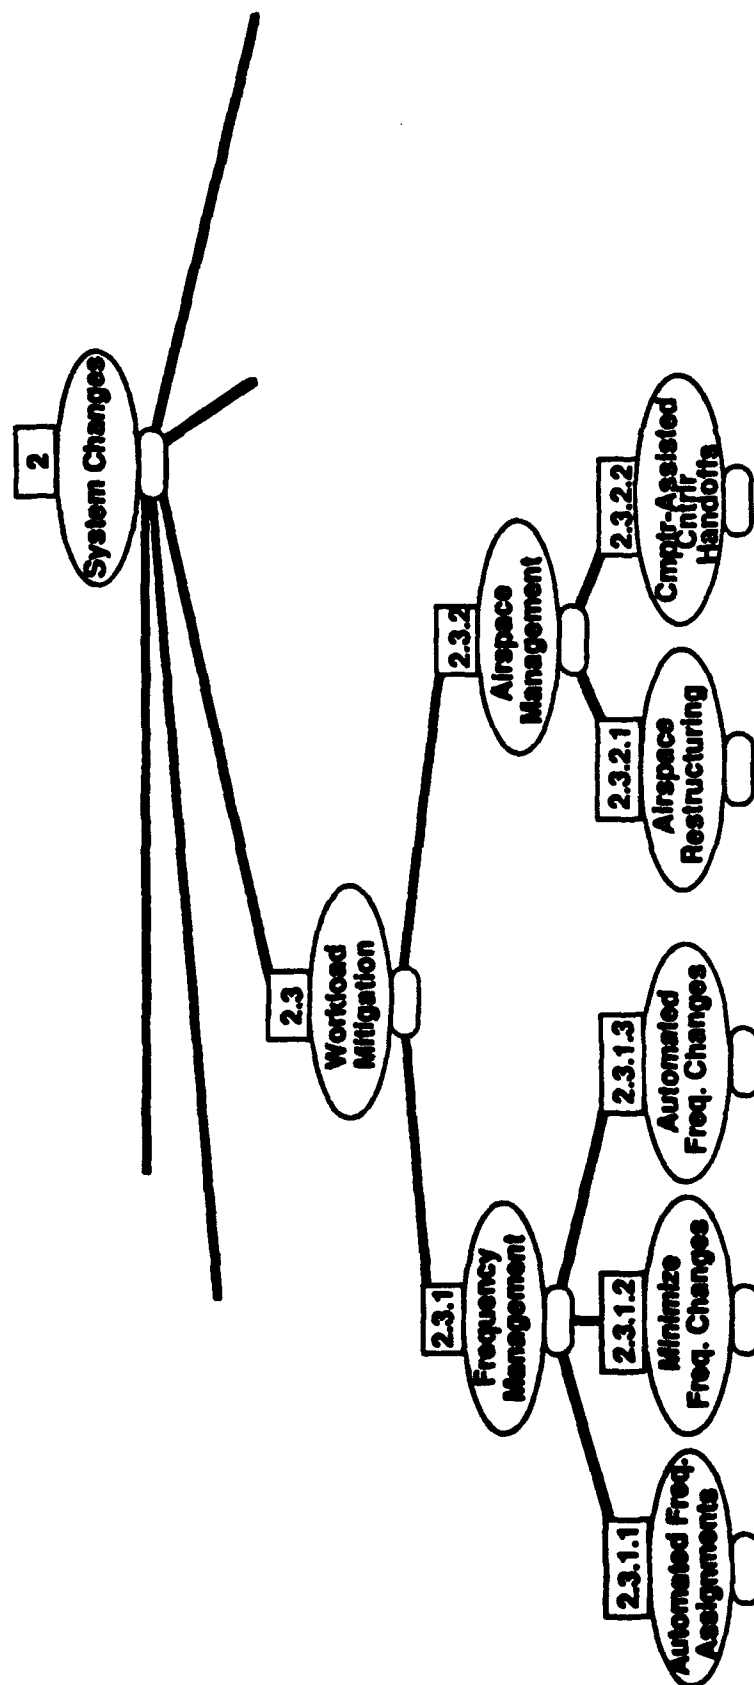 2
System Changes
2.3
Workload
Mitigation
2.3.1
Frequency
Management
2.3.2
Airspace
Management
2.3.1.1
Automated Freq.
Assignments
2.3.1.2
Minimize
Freq. Changes
2.3.1.3
Automated
Freq. Changes
2.3.2.1
Airspace
Restructuring
2.3.2.2
Cmptr-Assisted
Cntrlr
Handoffs